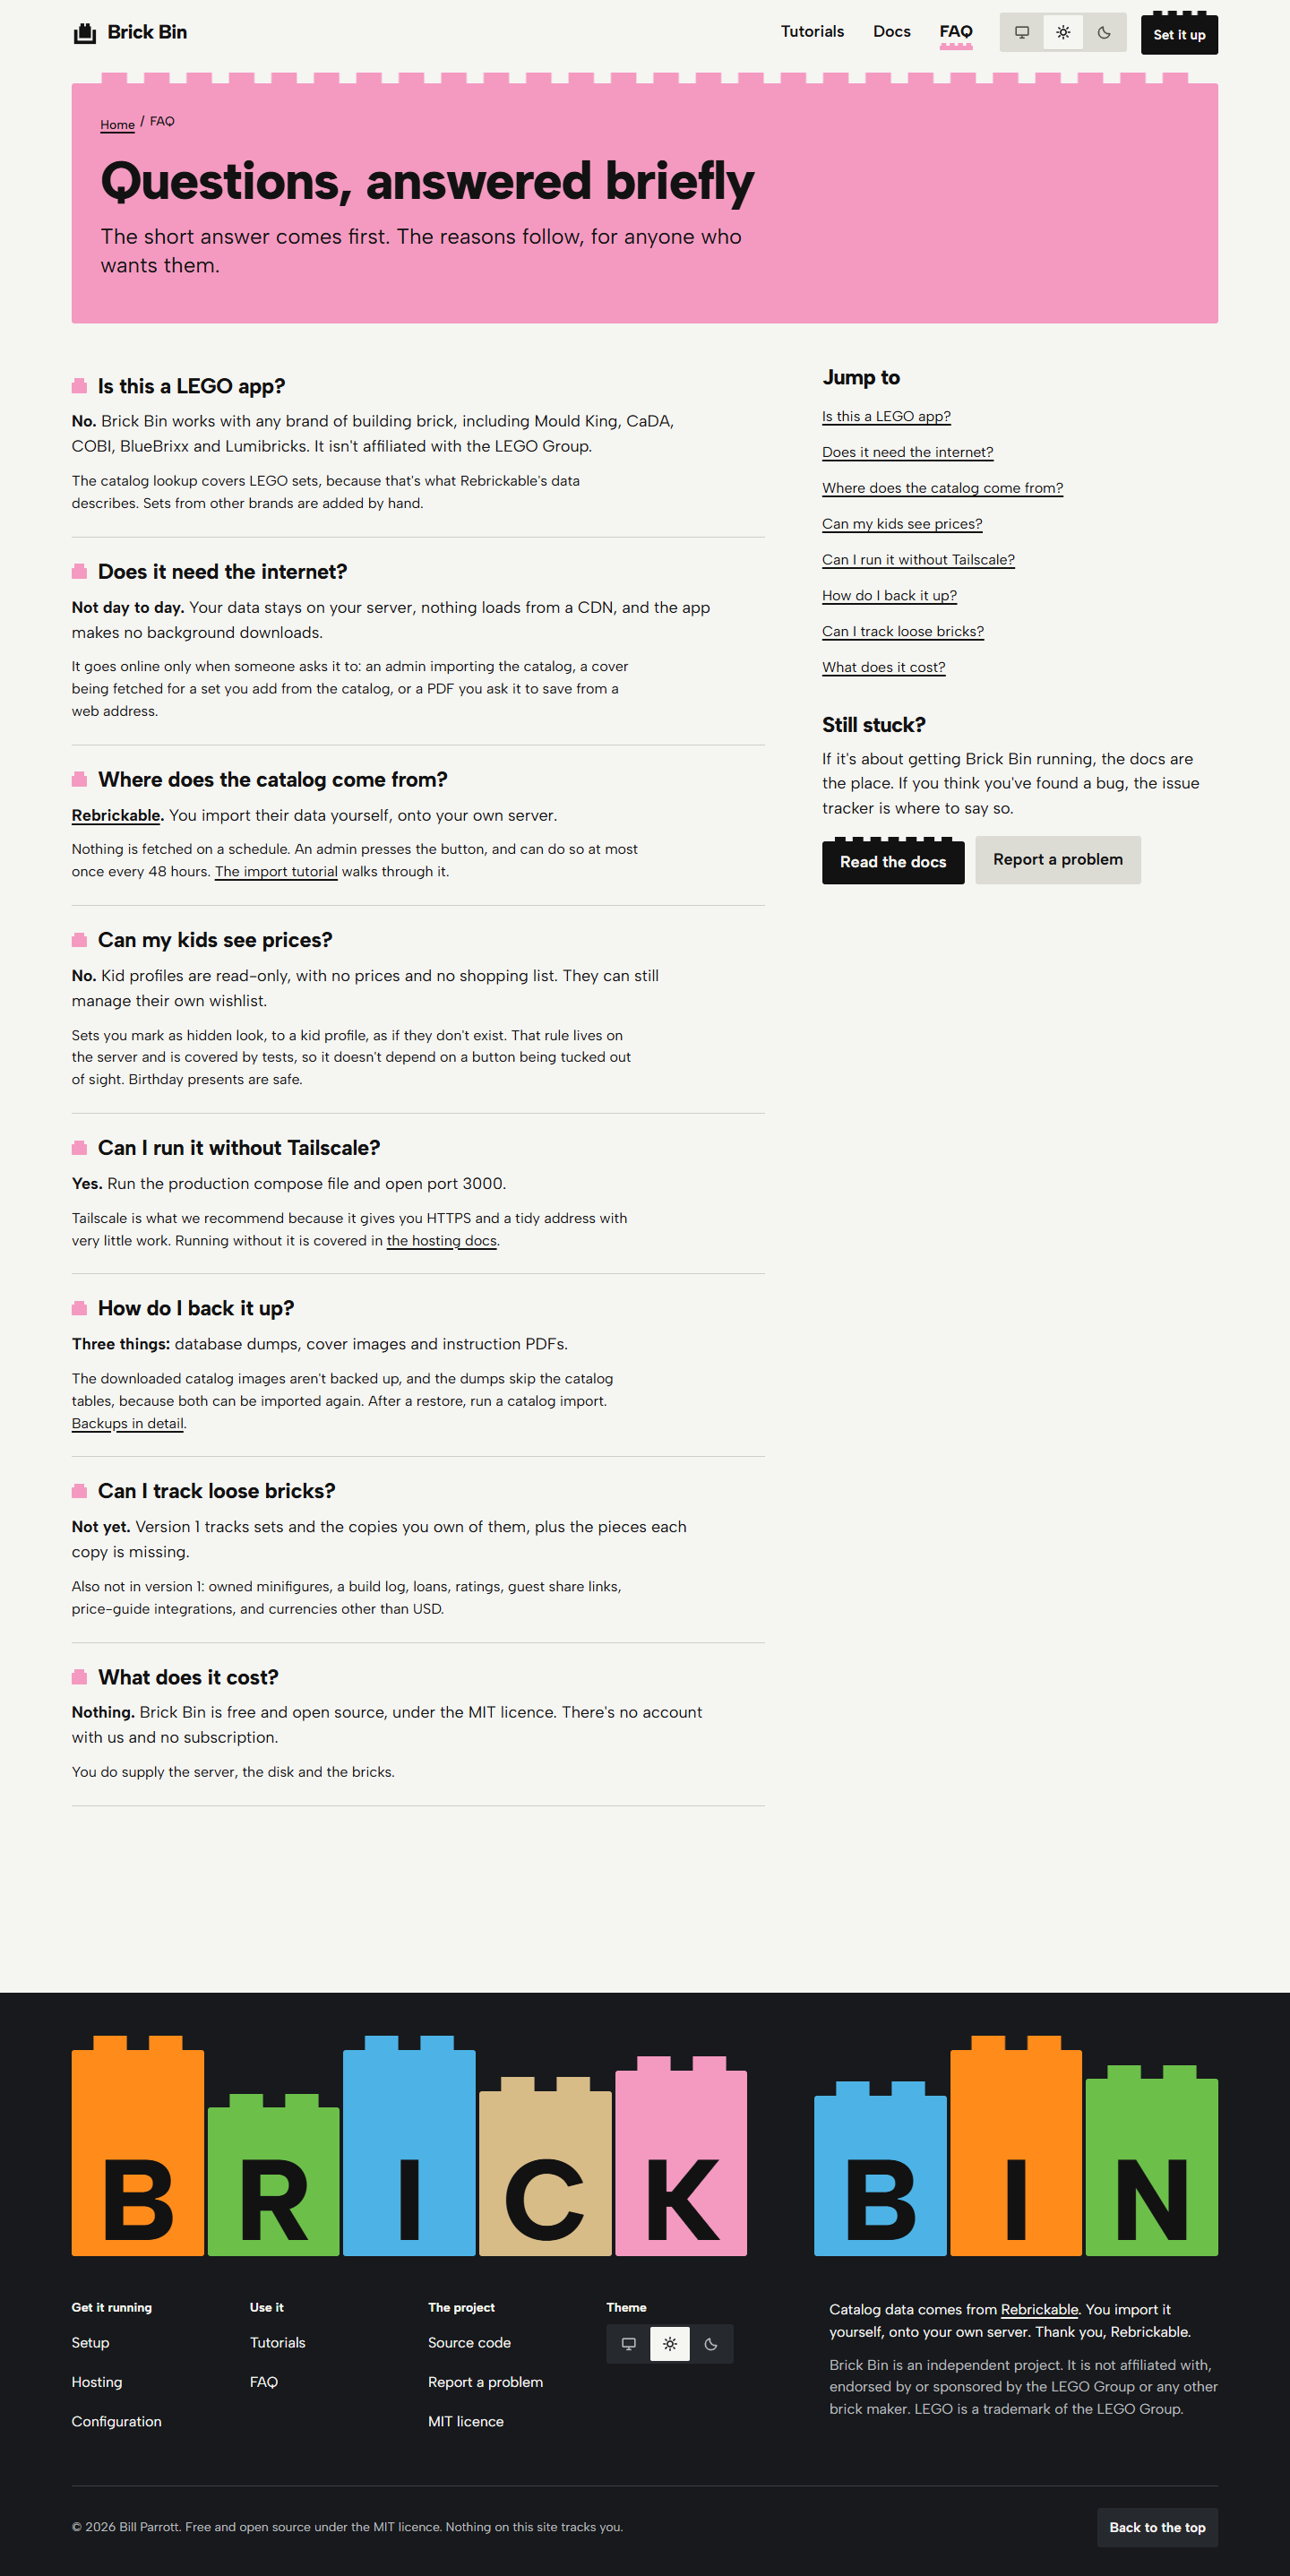 Brick Bin
Tutorials
Docs
FAQ
Set it up
Home / FAQ
Questions, answered briefly
The short answer comes first. The reasons follow, for anyone who
wants them.
Is this a LEGO app?
No. Brick Bin works with any brand of building brick, including Mould King, CaDA,
COBI, BlueBrixx and Lumibricks. It isn't affiliated with the LEGO Group.
The catalog lookup covers LEGO sets, because that's what Rebrickable's data
describes. Sets from other brands are added by hand.
Does it need the internet?
Not day to day. Your data stays on your server, nothing loads from a CDN, and the app
makes no background downloads.
It goes online only when someone asks it to: an admin importing the catalog, a cover
being fetched for a set you add from the catalog, or a PDF you ask it to save from a
web address.
Where does the catalog come from?
Rebrickable. You import their data yourself, onto your own server.
Nothing is fetched on a schedule. An admin presses the button, and can do so at most
once every 48 hours. The import tutorial walks through it.
Can my kids see prices?
No. Kid profiles are read-only, with no prices and no shopping list. They can still
manage their own wishlist.
Sets you mark as hidden look, to a kid profile, as if they don't exist. That rule lives on
the server and is covered by tests, so it doesn't depend on a button being tucked out
of sight. Birthday presents are safe.
Can I run it without Tailscale?
Yes. Run the production compose file and open port 3000.
Tailscale is what we recommend because it gives you HTTPS and a tidy address with
very little work. Running without it is covered in the hosting docs.
How do I back it up?
Three things: database dumps, cover images and instruction PDFs.
The downloaded catalog images aren't backed up, and the dumps skip the catalog
tables, because both can be imported again. After a restore, run a catalog import.
Backups in detail.
Can I track loose bricks?
Not yet. Version 1 tracks sets and the copies you own of them, plus the pieces each
copy is missing.
Also not in version 1: owned minifigures, a build log, loans, ratings, guest share links,
price-guide integrations, and currencies other than USD.
What does it cost?
Nothing. Brick Bin is free and open source, under the MIT licence. There's no account
with us and no subscription.
You do supply the server, the disk and the bricks.
Jump to
Is this a LEGO app?
Does it need the internet?
Where does the catalog come from?
Can my kids see prices?
Can I run it without Tailscale?
How do I back it up?
Can I track loose bricks?
What does it cost?
Still stuck?
If it's about getting Brick Bin running, the docs are
the place. If you think you've found a bug, the issue
tracker is where to say so.
Read the docs
Report a problem
BRICK BIN
Get it running
Setup
Hosting
Configuration
Use it
Tutorials
FAQ
The project
Source code
Report a problem
MIT licence
Theme
Catalog data comes from Rebrickable. You import it
yourself, onto your own server. Thank you, Rebrickable.
Brick Bin is an independent project. It is not affiliated with,
endorsed by or sponsored by the LEGO Group or any other
brick maker. LEGO is a trademark of the LEGO Group.
© 2026 Bill Parrott. Free and open source under the MIT licence. Nothing on this site tracks you.
Back to the top